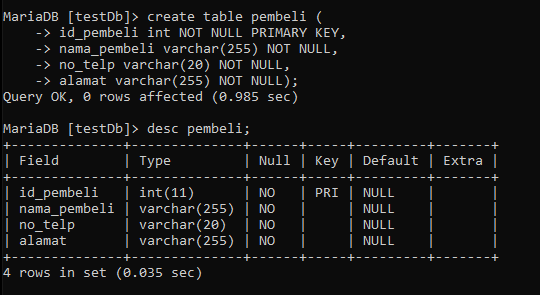 MariaDB [testDb]> create table pembeli (
    -> id_pembeli int NOT NULL PRIMARY KEY,
    -> nama_pembeli varchar(255) NOT NULL,
    -> no_telp varchar(20) NOT NULL,
    -> alamat varchar(255) NOT NULL);
Query OK, 0 rows affected (0.985 sec)

MariaDB [testDb]> desc pembeli;
+--------------+--------------+------+-----+---------+-------+
| Field        | Type         | Null | Key | Default | Extra |
+--------------+--------------+------+-----+---------+-------+
| id_pembeli   | int(11)      | NO   | PRI | NULL    |       |
| nama_pembeli | varchar(255) | NO   |     | NULL    |       |
| no_telp      | varchar(20)  | NO   |     | NULL    |       |
| alamat       | varchar(255) | NO   |     | NULL    |       |
+--------------+--------------+------+-----+---------+-------+
4 rows in set (0.035 sec)